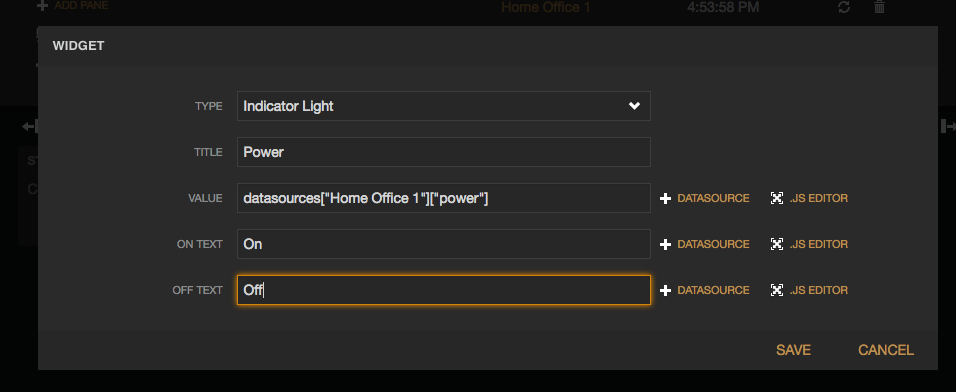 ADD PANE
Home Office 1 4:53:58 PM
WIDGET
TYPE Indicator Light
TITLE Power
VALUE datasources["Home Office 1"]["power"] DATASOURCE .JS EDITOR
ON TEXT On DATASOURCE .JS EDITOR
OFF TEXT Off DATASOURCE .JS EDITOR
SAVE CANCEL